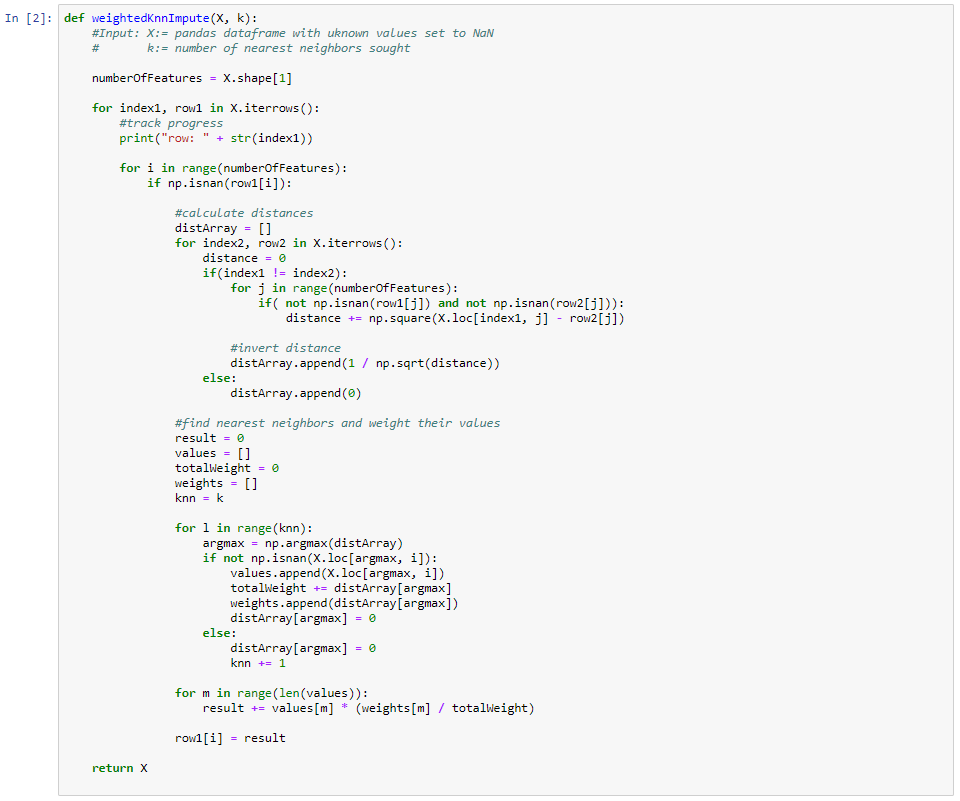 In [2]: def weightedKnnImpute(X, k):
#Input: X:= pandas dataframe with uknown values set to NaN
# k:= number of nearest neighbors sought
numberOfFeatures = X.shape[1]
for index1, row1 in X.iterrows():
#track progress
print("row: " + str(index1))
for i in range(numberOfFeatures):
if np.isnan(row1[i]):
#calculate distances
distArray = []
for index2, row2 in X.iterrows():
distance = 0
if(index1 != index2):
for j in range(numberOfFeatures):
if( not np.isnan(row1[j]) and not np.isnan(row2[j])):
distance += np.square(X.loc[index1, j] - row2[j])
#invert distance
distArray.append(1 / np.sqrt(distance))
else:
distArray.append(0)
#find nearest neighbors and weight their values
result = 0
values = []
totalWeight = 0
weights = []
knn = k
for l in range(knn):
argmax = np.argmax(distArray)
if not np.isnan(X.loc[argmax, i]):
values.append(X.loc[argmax, i])
totalWeight += distArray[argmax]
weights.append(distArray[argmax])
distArray[argmax] = 0
else:
distArray[argmax] = 0
knn += 1
for m in range(len(values)):
result += values[m] * (weights[m] / totalWeight)
row1[i] = result
return X